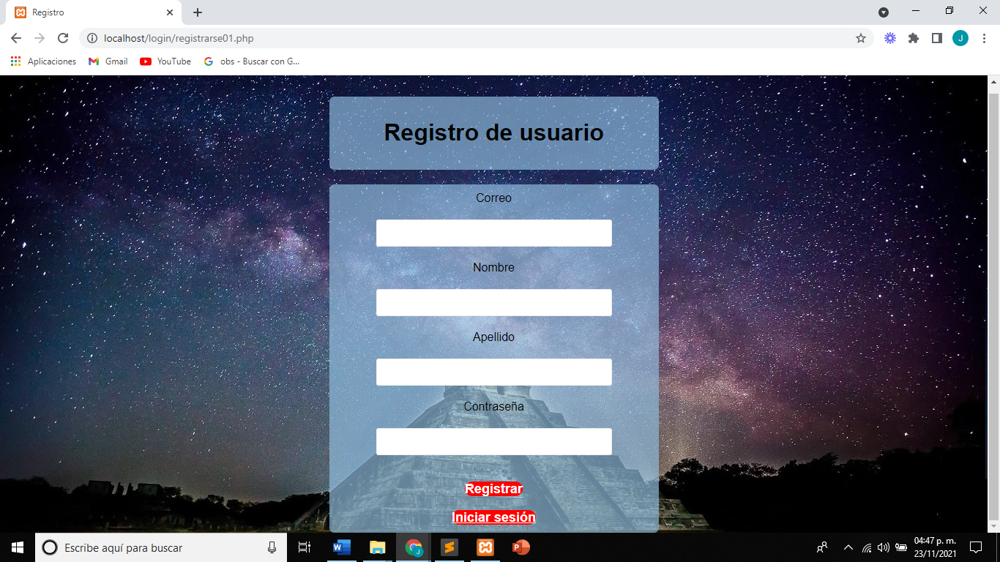 Registro
localhost/login/registrarse01.php
J
Aplicaciones
Gmail
YouTube
obs - Buscar con G...
Registro de usuario
Correo
Nombre
Apellido
Contraseña
Registrar
Iniciar sesión
Escribe aquí para buscar
04:47 p. m.
23/11/2021